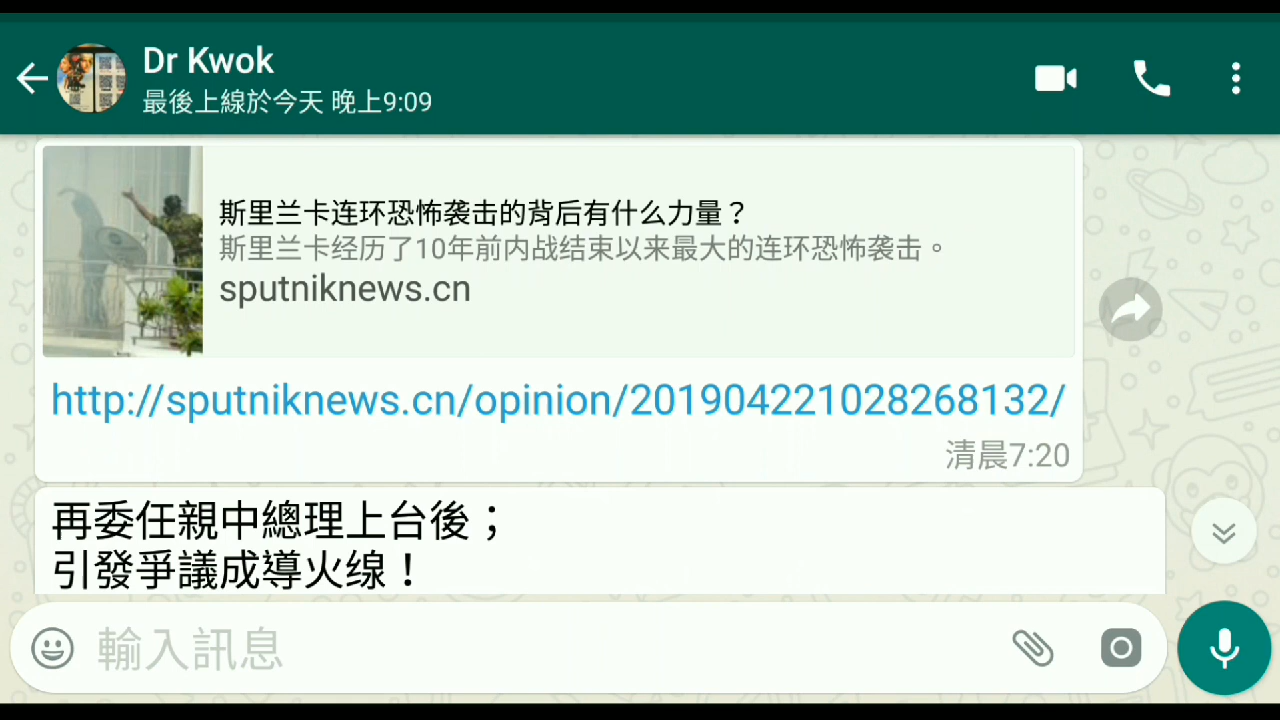 Dr Kwok
最後上線於今天 晚上9:09
斯里兰卡连环恐怖袭击的背后有什么力量？
斯里兰卡经历了10年前内战结束以来最大的连环恐怖袭击。
sputniknews.cn
http://sputniknews.cn/opinion/201904221028268132/
清晨7:20
再委任親中總理上台後；
引發爭議成導火线！
輸入訊息